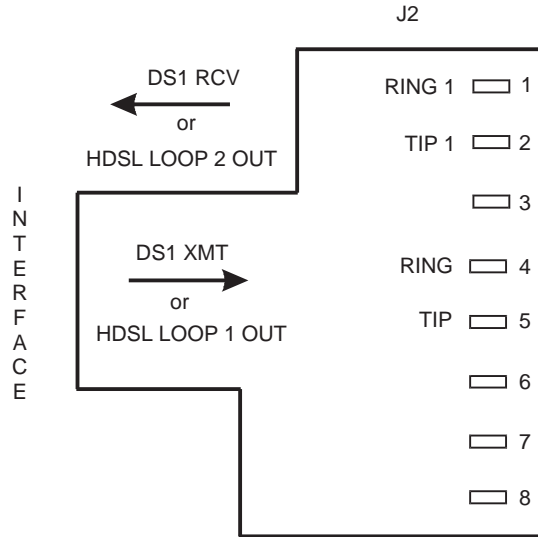 J2
DS1 RCV
or
HDSL LOOP 2 OUT
INTERFACE
DS1 XMT
or
HDSL LOOP 1 OUT
RING 1 1
TIP 1 2
3
RING 4
TIP 5
6
7
8